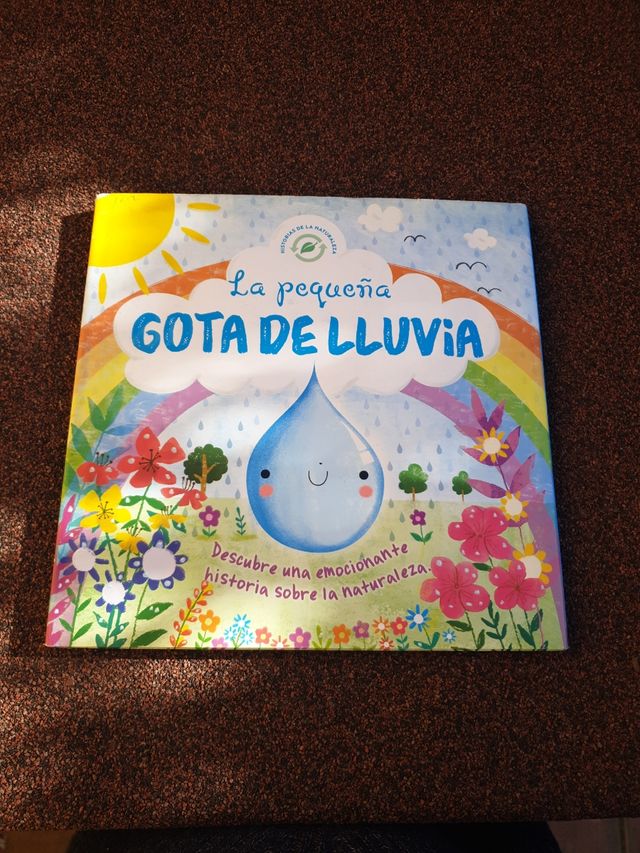 HISTORIAS DE LA NATURALEZA
La pequeña
GOTA DE LLUViA
Descubre una emocionante
historia sobre la naturaleza.